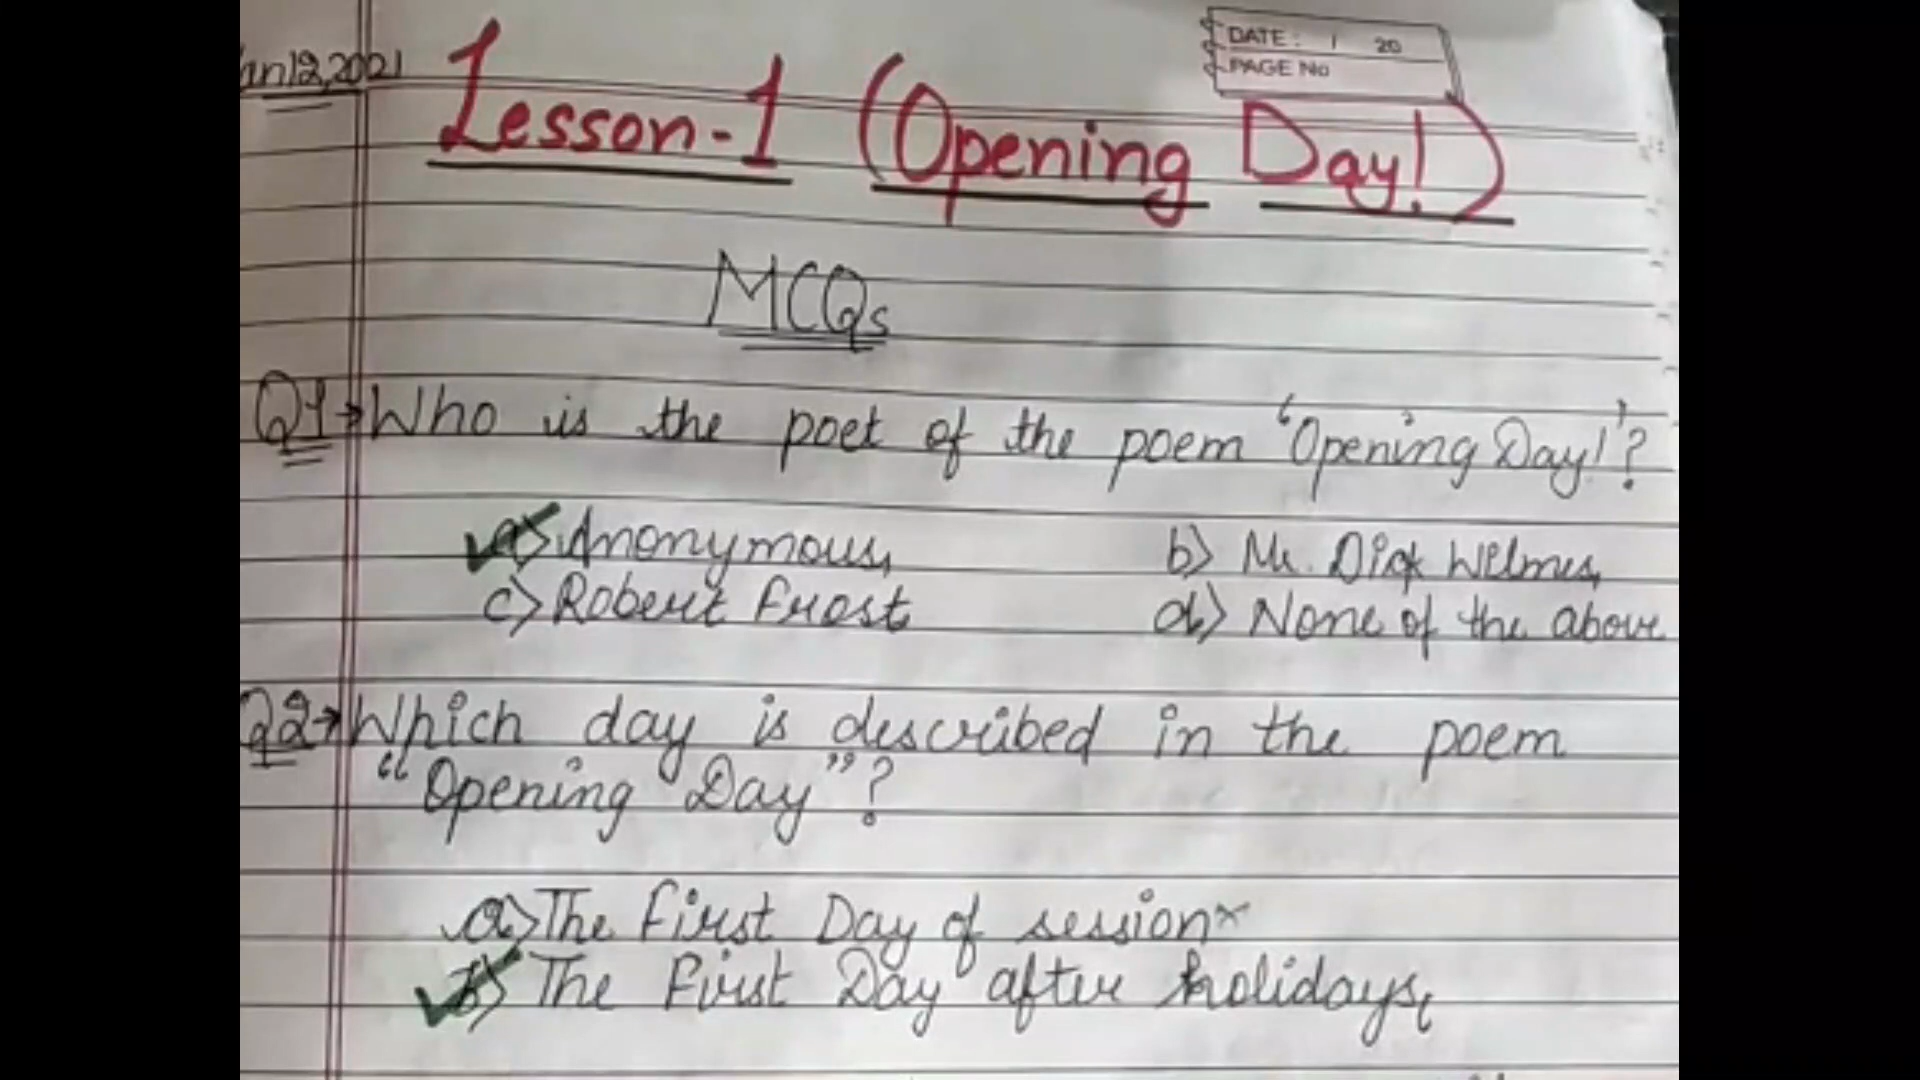 DATE: / 20
PAGE No
12,2021
Lesson-1 (Opening Day!)
MCQs
Q1→Who is the poet of the poem 'Opening Day!'?
a) Anonymous, b) Mr. Dick Wilmes,
c) Robert Frost d) None of the above
Q2→Which day is described in the poem
"Opening Day"?
a) The First Day of session
b) The First Day after holidays,